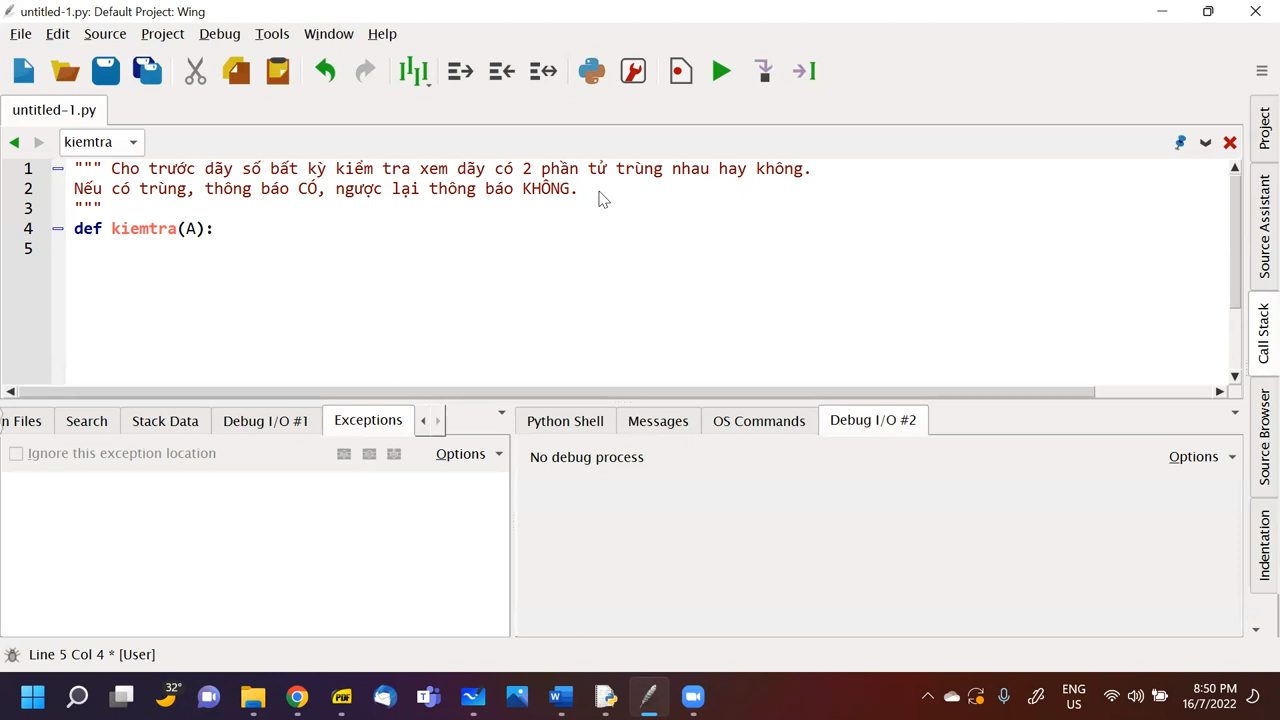 untitled-1.py: Default Project: Wing
File Edit Source Project Debug Tools Window Help
untitled-1.py
kiemtra
1 """ Cho trước dãy số bất kỳ kiểm tra xem dãy có 2 phần tử trùng nhau hay không.
2 Nếu có trùng, thông báo CÓ, ngược lại thông báo KHÔNG.
3 """
4 def kiemtra(A):
5
Project
Source Assistant
Call Stack
Source Browser
Indentation
n Files Search Stack Data Debug I/O #1 Exceptions
Ignore this exception location Options
Python Shell Messages OS Commands Debug I/O #2
No debug process Options
Line 5 Col 4 * [User]
32°
PDF
ENG
US
8:50 PM
16/7/2022